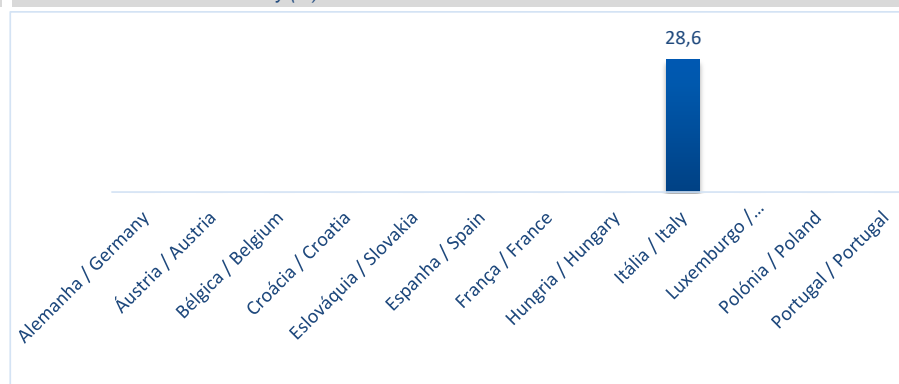 28,6
Alemanha / Germany
Áustria / Austria
Bélgica / Belgium
Croácia / Croatia
Eslováquia / Slovakia
Espanha / Spain
França / France
Hungria / Hungary
Itália / Italy
Luxemburgo /...
Polónia / Poland
Portugal / Portugal